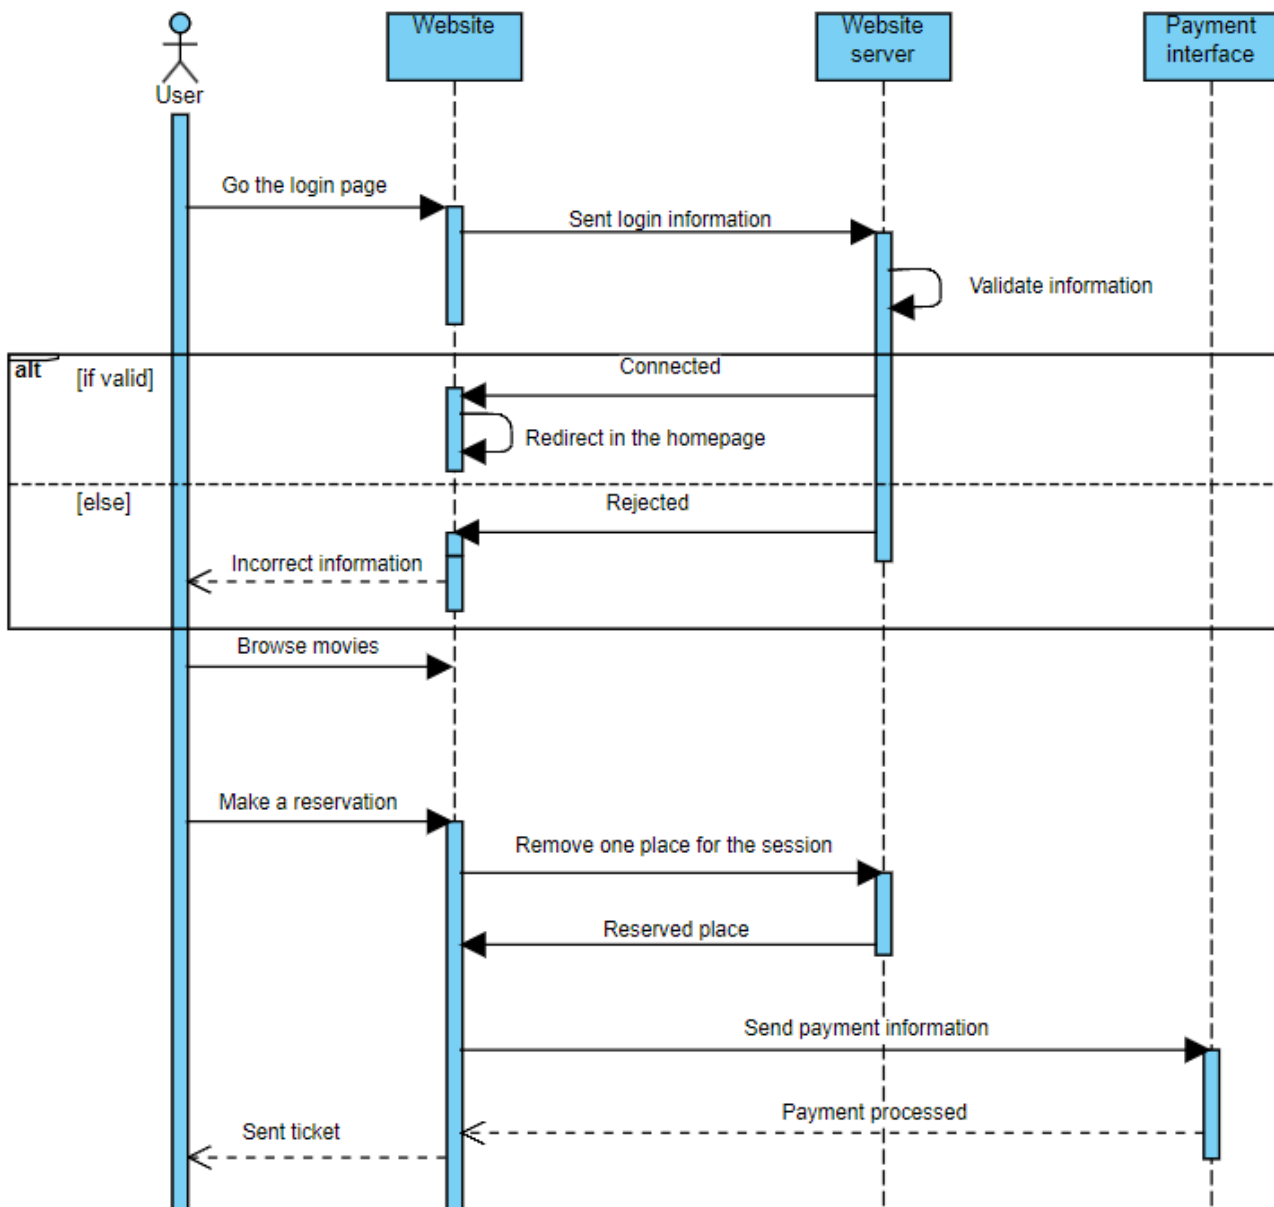 User
Website
Website
server
Payment
interface
Go the login page
Sent login information
Validate information
alt
[if valid]
Connected
Redirect in the homepage
[else]
Rejected
Incorrect information
Browse movies
Make a reservation
Remove one place for the session
Reserved place
Send payment information
Payment processed
Sent ticket